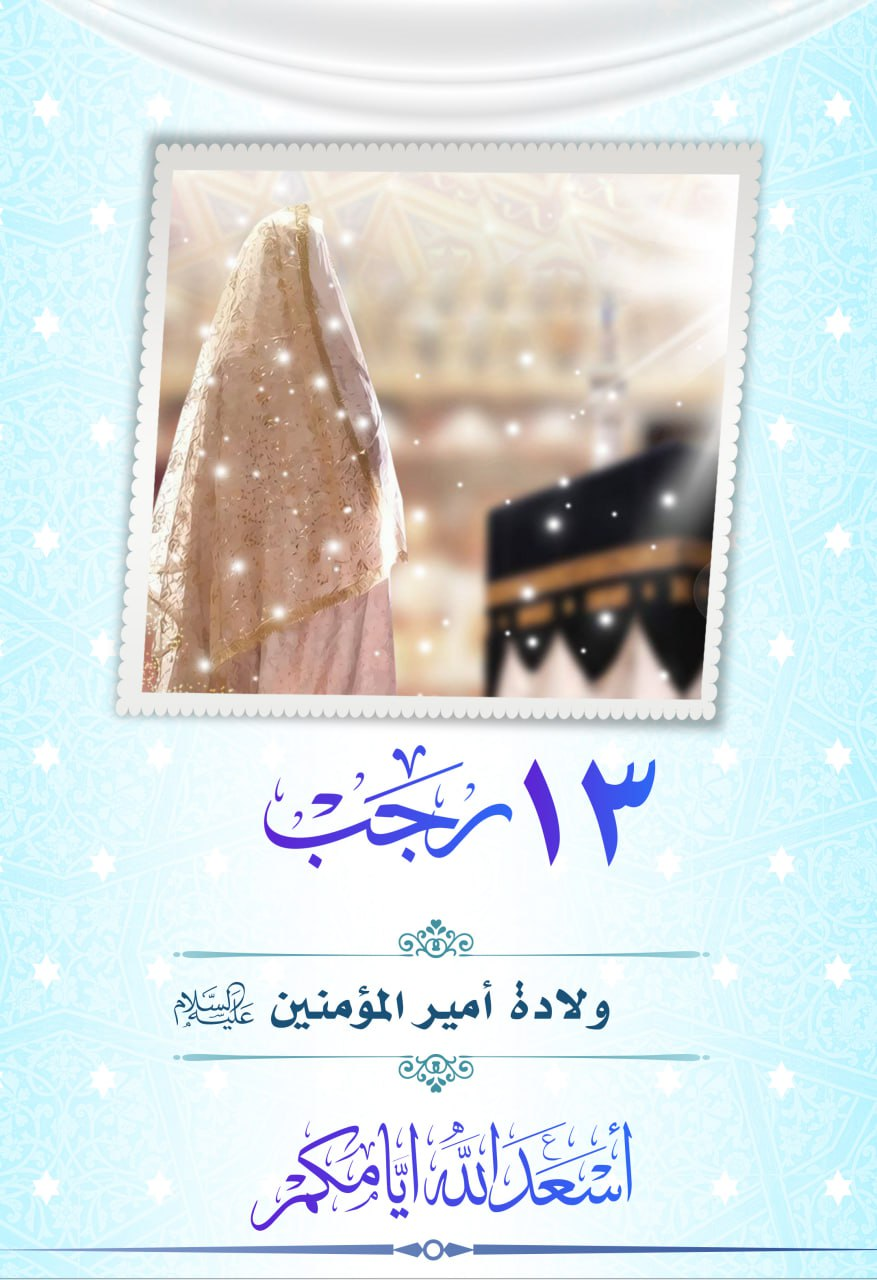 ١٣ رجب
ولادة أمير المؤمنين عليه السلام
أسعد الله أيامكم